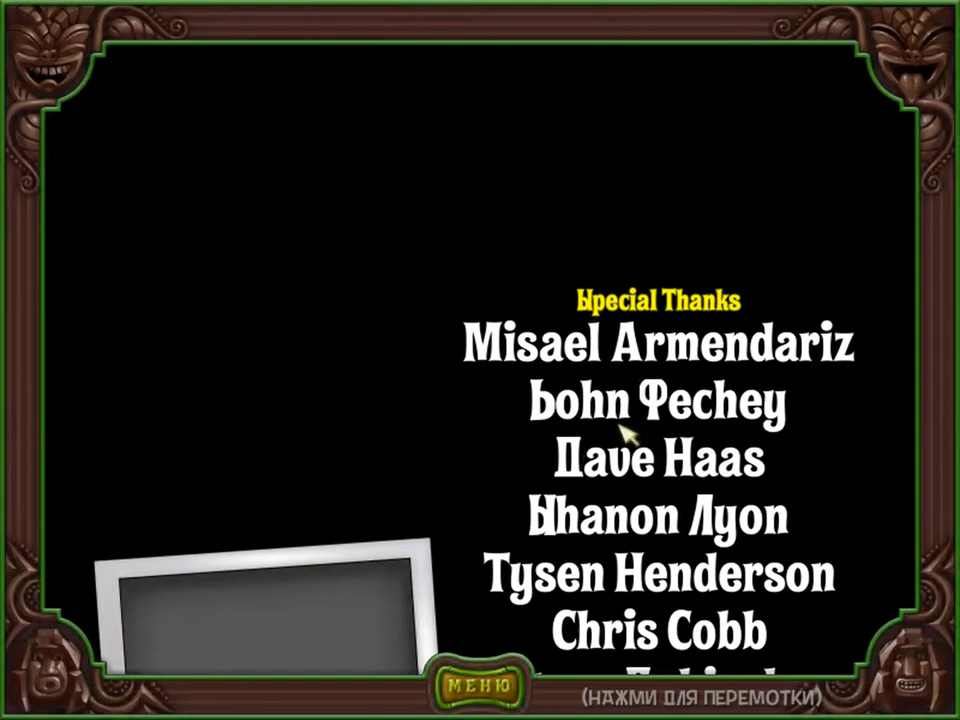 Ыpecial Thanks
Misael Armendariz
Ьohn Фechey
Пave Haas
Ыhanon Лyon
Tysen Henderson
Chris Cobb
МЕНЮ
(НАЖМИ ДЛЯ ПЕРЕМОТКИ)